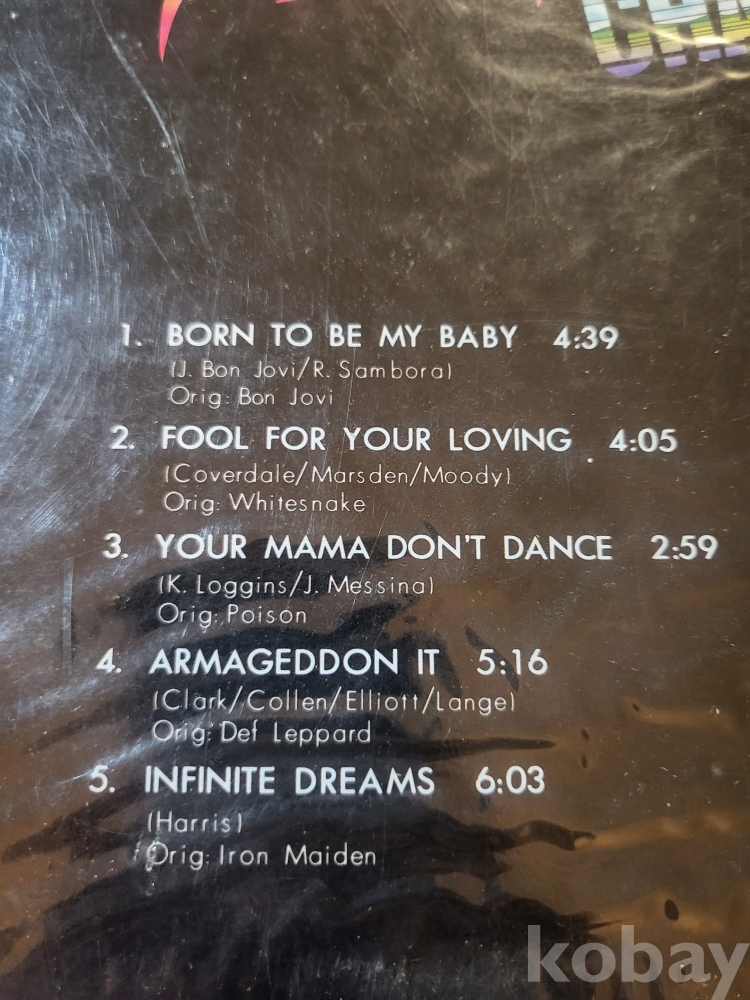 1. BORN TO BE MY BABY 4:39
(J. Bon Jovi/R. Sambora)
Orig: Bon Jovi
2. FOOL FOR YOUR LOVING 4:05
(Coverdale/Marsden/Moody)
Orig: Whitesnake
3. YOUR MAMA DON'T DANCE 2:59
(K. Loggins/J. Messina)
Orig: Poison
4. ARMAGEDDON IT 5:16
(Clark/Collen/Elliott/Lange)
Orig: Def Leppard
5. INFINITE DREAMS 6:03
(Harris)
Orig: Iron Maiden
kobay